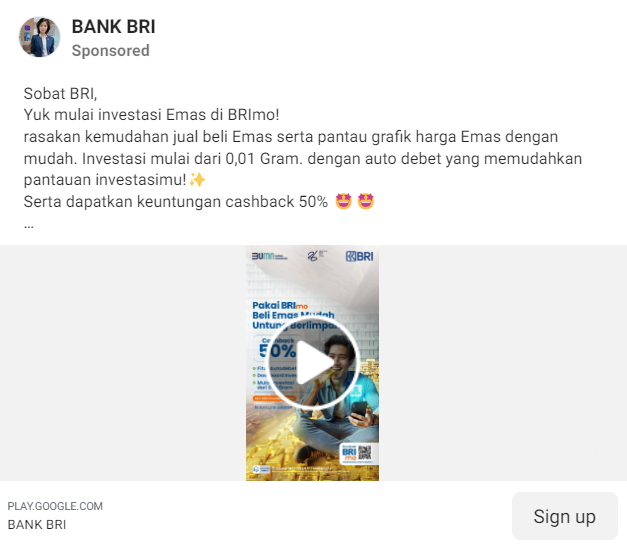 BANK BRI
Sponsored
Sobat BRI,
Yuk mulai investasi Emas di BRImo!
rasakan kemudahan jual beli Emas serta pantau grafik harga Emas dengan
mudah. Investasi mulai dari 0,01 Gram. dengan auto debet yang memudahkan
pantauan investasimu!✨
Serta dapatkan keuntungan cashback 50% 🤩 🤩
...
BUMN
BRI
Pakai BRImo
Beli Emas Mudah
Untung Berlimpah
Cashback
50%
BRImo
PLAY.GOOGLE.COM
BANK BRI
Sign up